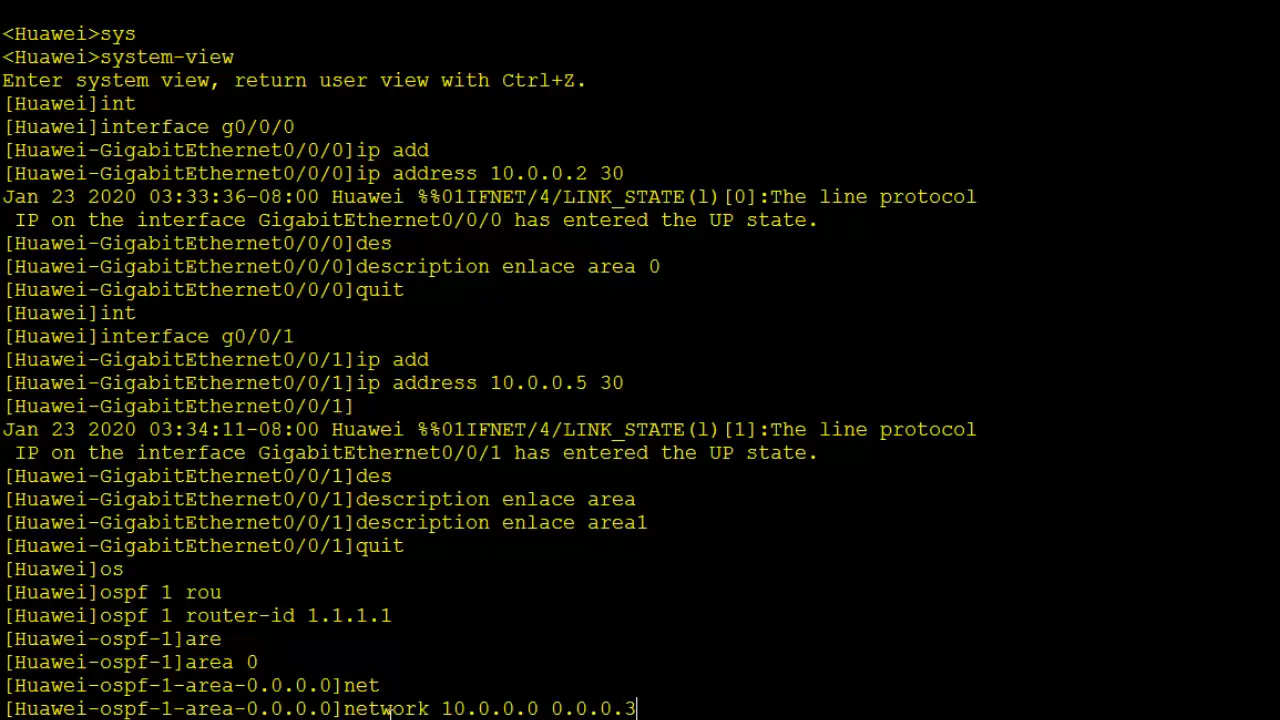 <Huawei>sys
<Huawei>system-view
Enter system view, return user view with Ctrl+Z.
[Huawei]int
[Huawei]interface g0/0/0
[Huawei-GigabitEthernet0/0/0]ip add
[Huawei-GigabitEthernet0/0/0]ip address 10.0.0.2 30
Jan 23 2020 03:33:36-08:00 Huawei %%01IFNET/4/LINK_STATE(l)[0]:The line protocol
 IP on the interface GigabitEthernet0/0/0 has entered the UP state.
[Huawei-GigabitEthernet0/0/0]des
[Huawei-GigabitEthernet0/0/0]description enlace area 0
[Huawei-GigabitEthernet0/0/0]quit
[Huawei]int
[Huawei]interface g0/0/1
[Huawei-GigabitEthernet0/0/1]ip add
[Huawei-GigabitEthernet0/0/1]ip address 10.0.0.5 30
[Huawei-GigabitEthernet0/0/1]
Jan 23 2020 03:34:11-08:00 Huawei %%01IFNET/4/LINK_STATE(l)[1]:The line protocol
 IP on the interface GigabitEthernet0/0/1 has entered the UP state.
[Huawei-GigabitEthernet0/0/1]des
[Huawei-GigabitEthernet0/0/1]description enlace area
[Huawei-GigabitEthernet0/0/1]description enlace area1
[Huawei-GigabitEthernet0/0/1]quit
[Huawei]os
[Huawei]ospf 1 rou
[Huawei]ospf 1 router-id 1.1.1.1
[Huawei-ospf-1]are
[Huawei-ospf-1]area 0
[Huawei-ospf-1-area-0.0.0.0]net
[Huawei-ospf-1-area-0.0.0.0]network 10.0.0.0 0.0.0.3